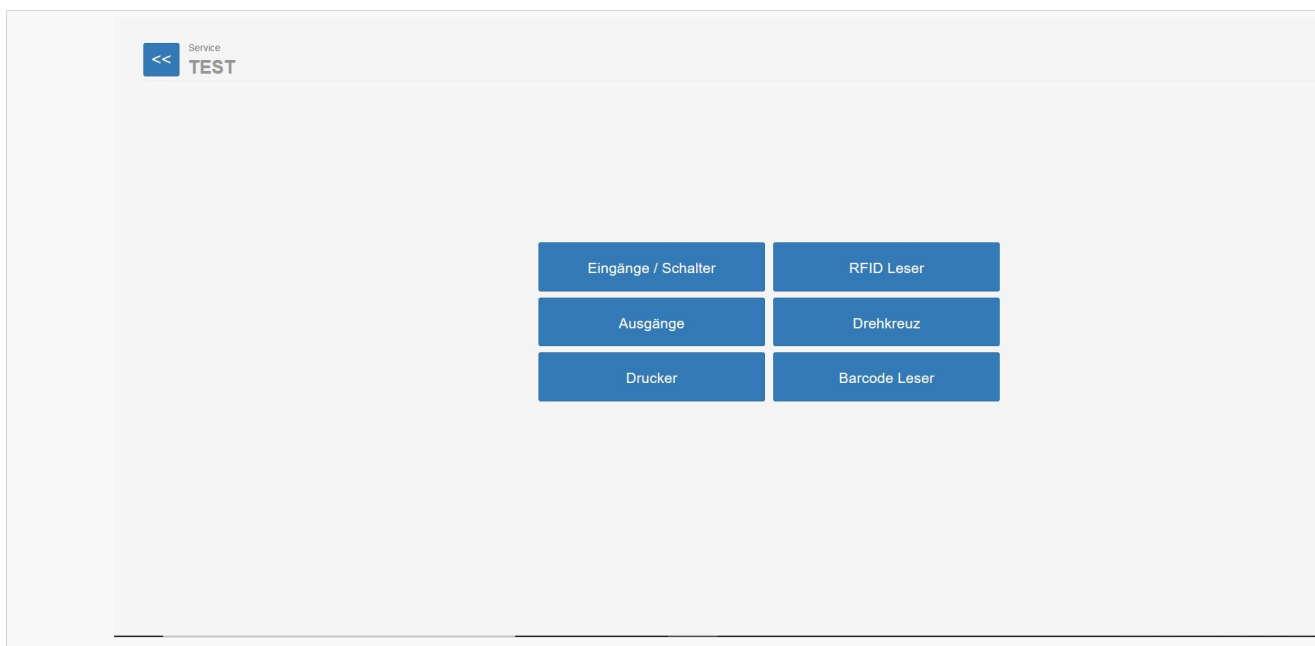 <<
Service
TEST
Eingänge / Schalter
RFID Leser
Ausgänge
Drehkreuz
Drucker
Barcode Leser